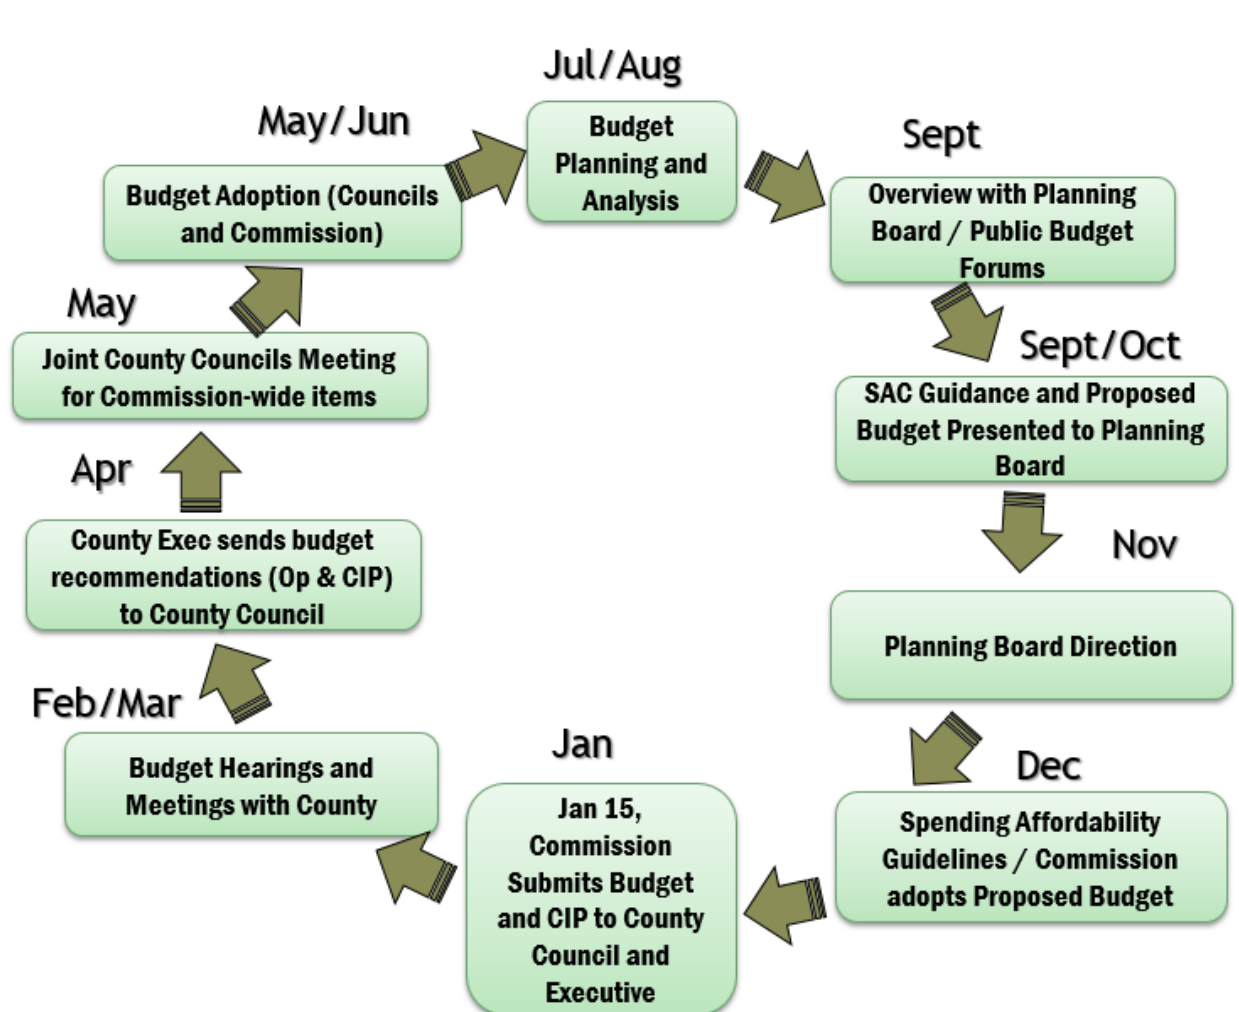 Jul/Aug
Budget
Planning and
Analysis
Sept
Overview with Planning
Board / Public Budget
Forums
Sept/Oct
SAC Guidance and Proposed
Budget Presented to Planning
Board
Nov
Planning Board Direction
Dec
Spending Affordability
Guidelines / Commission
adopts Proposed Budget
Jan
Jan 15,
Commission
Submits Budget
and CIP to County
Council and
Executive
Feb/Mar
Budget Hearings and
Meetings with County
Apr
County Exec sends budget
recommendations (Op & CIP)
to County Council
May
Joint County Councils Meeting
for Commission-wide items
May/Jun
Budget Adoption (Councils
and Commission)